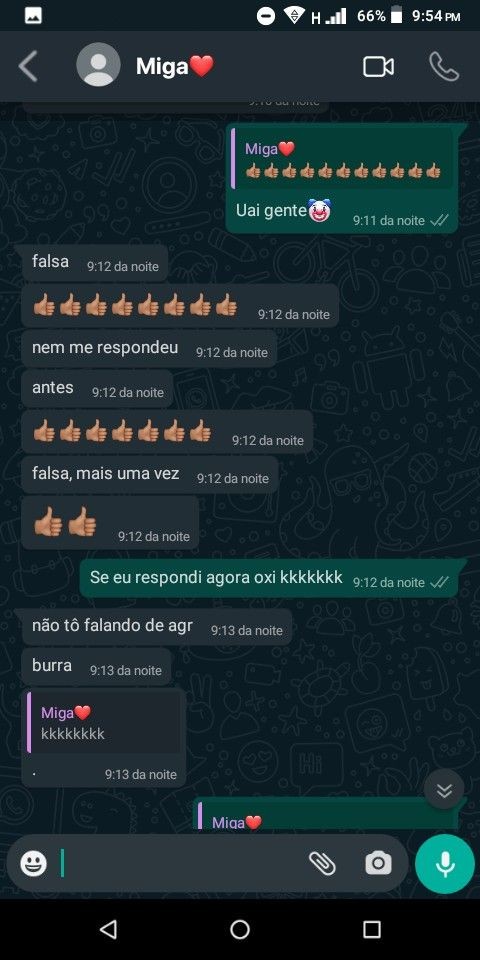 H 66% 9:54 PM
Miga❤️
Miga❤️
👍🏽👍🏽👍🏽👍🏽👍🏽👍🏽👍🏽👍🏽👍🏽👍🏽👍🏽
Uai gente🤡 9:11 da noite
falsa 9:12 da noite
👍🏽👍🏽👍🏽👍🏽👍🏽👍🏽👍🏽👍🏽 9:12 da noite
nem me respondeu 9:12 da noite
antes 9:12 da noite
👍🏽👍🏽👍🏽👍🏽👍🏽👍🏽👍🏽 9:12 da noite
falsa, mais uma vez 9:12 da noite
👍🏽👍🏽 9:12 da noite
Se eu respondi agora oxi kkkkkkk 9:12 da noite
não tô falando de agr 9:13 da noite
burra 9:13 da noite
Miga❤️
kkkkkkkk
. 9:13 da noite
Miga❤️